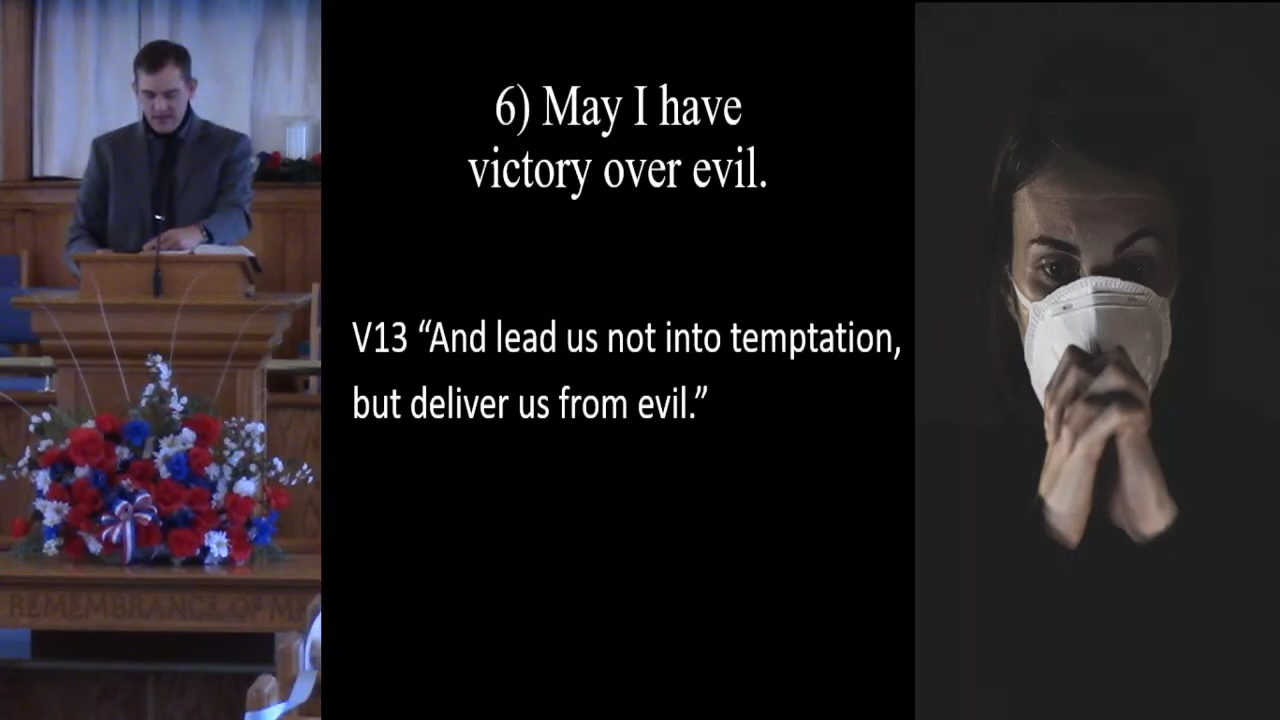 6) May I have
victory over evil.
V13 “And lead us not into temptation,
but deliver us from evil.”
REMEMBRANCE OF